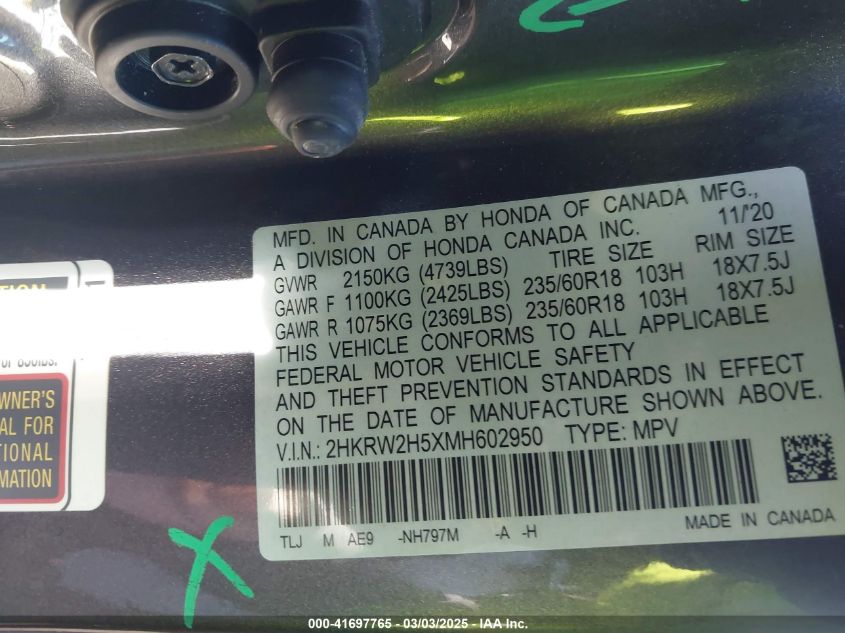 MFD. IN CANADA BY HONDA OF CANADA MFG.,
A DIVISION OF HONDA CANADA INC. 11/'20
GVWR 2150KG (4739LBS) TIRE SIZE RIM SIZE
GAWR F 1100KG (2425LBS) 235/60R18 103H 18X7.5J
GAWR R 1075KG (2369LBS) 235/60R18 103H 18X7.5J
THIS VEHICLE CONFORMS TO ALL APPLICABLE
FEDERAL MOTOR VEHICLE SAFETY
AND THEFT PREVENTION STANDARDS IN EFFECT
ON THE DATE OF MANUFACTURE SHOWN ABOVE.
V.I.N.: 2HKRW2H5XMH602950 TYPE: MPV
TLJ M AE9 -NH797M -A -H MADE IN CANADA
OWNER'S
AL FOR
TIONAL
RMATION
X
000-41697765 - 03/03/2025 - IAA Inc.